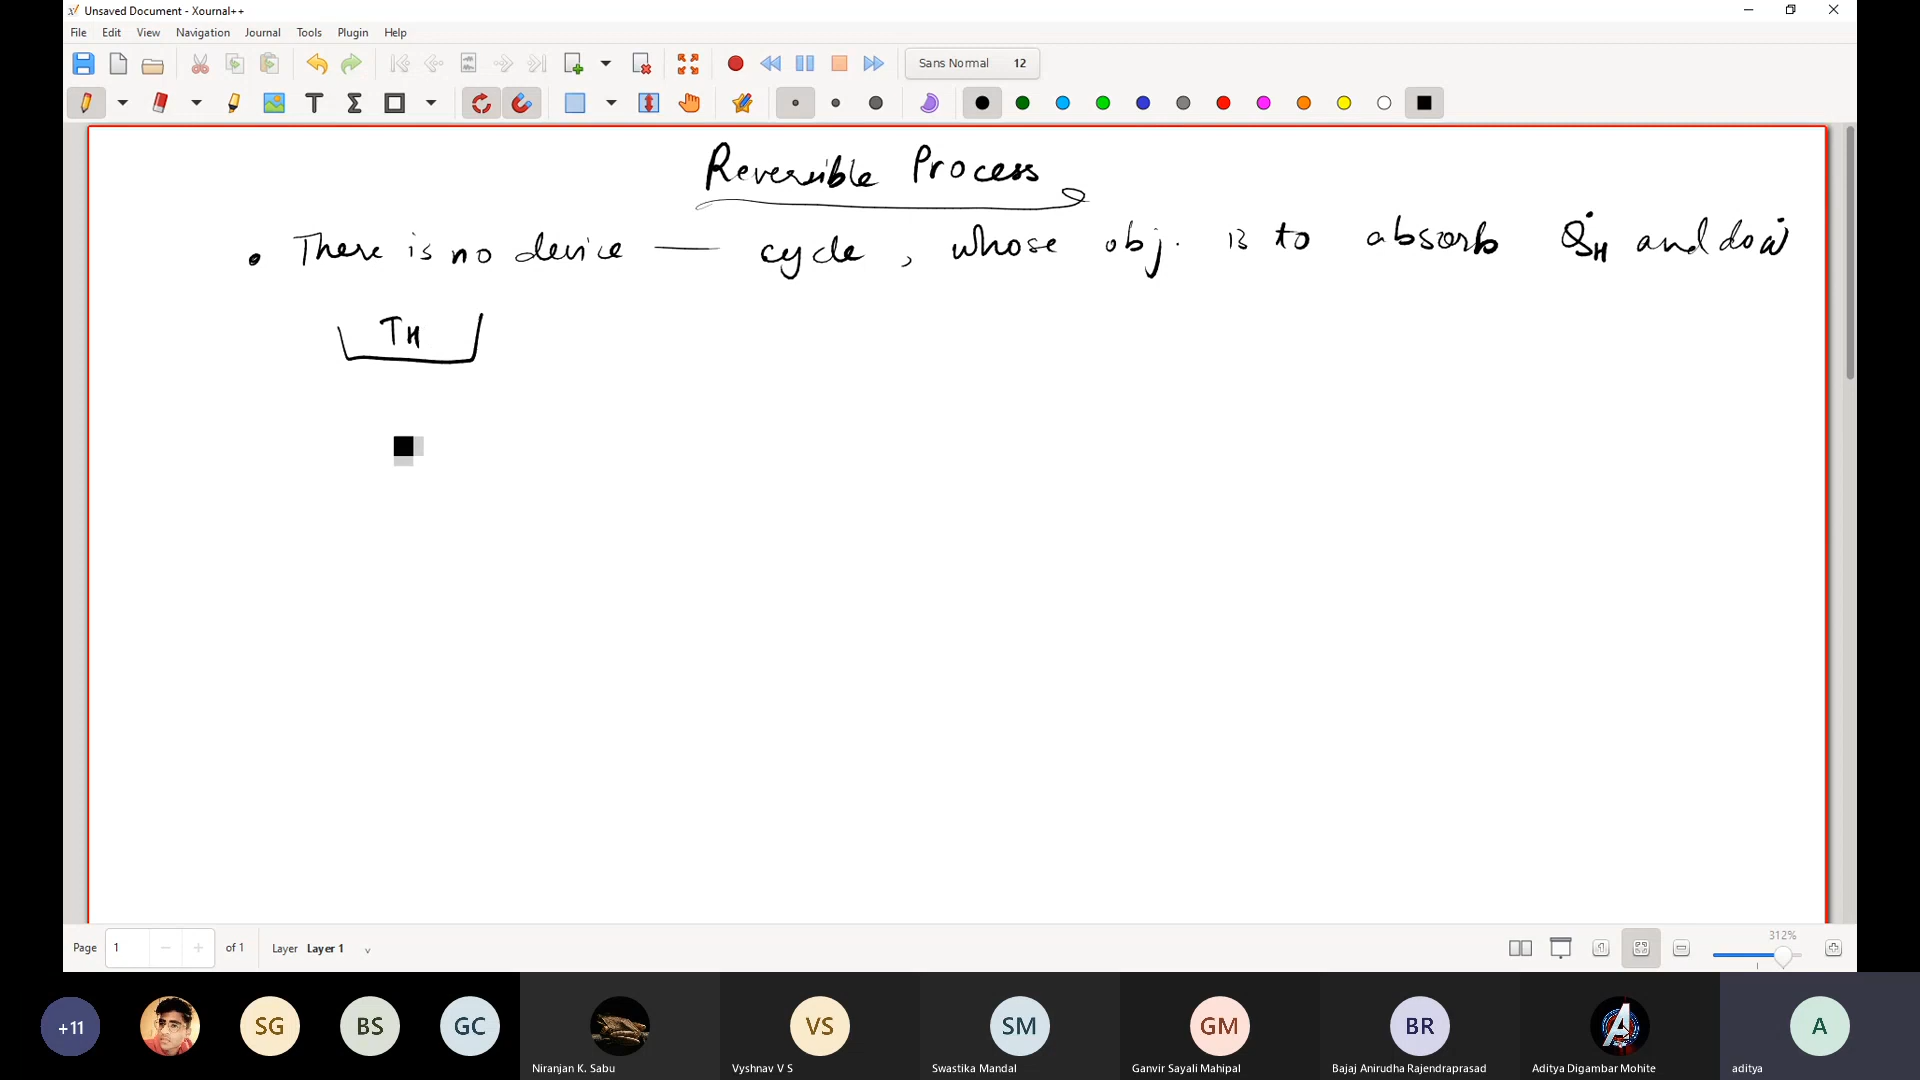 Unsaved Document - Xournal++
File Edit View Navigation Journal Tools Plugin Help
Sans Normal 12
Reversible Process
• There is no device — cycle, whose obj. is to absorb Q̇H and do Ẇ
TH
Page 1 of 1 Layer Layer 1 312%
+11 SG BS GC VS SM GM BR A
Niranjan K. Sabu Vyshnav V S Swastika Mandal Ganvir Sayali Mahipal Bajaj Anirudha Rajendraprasad Aditya Digambar Mohite aditya